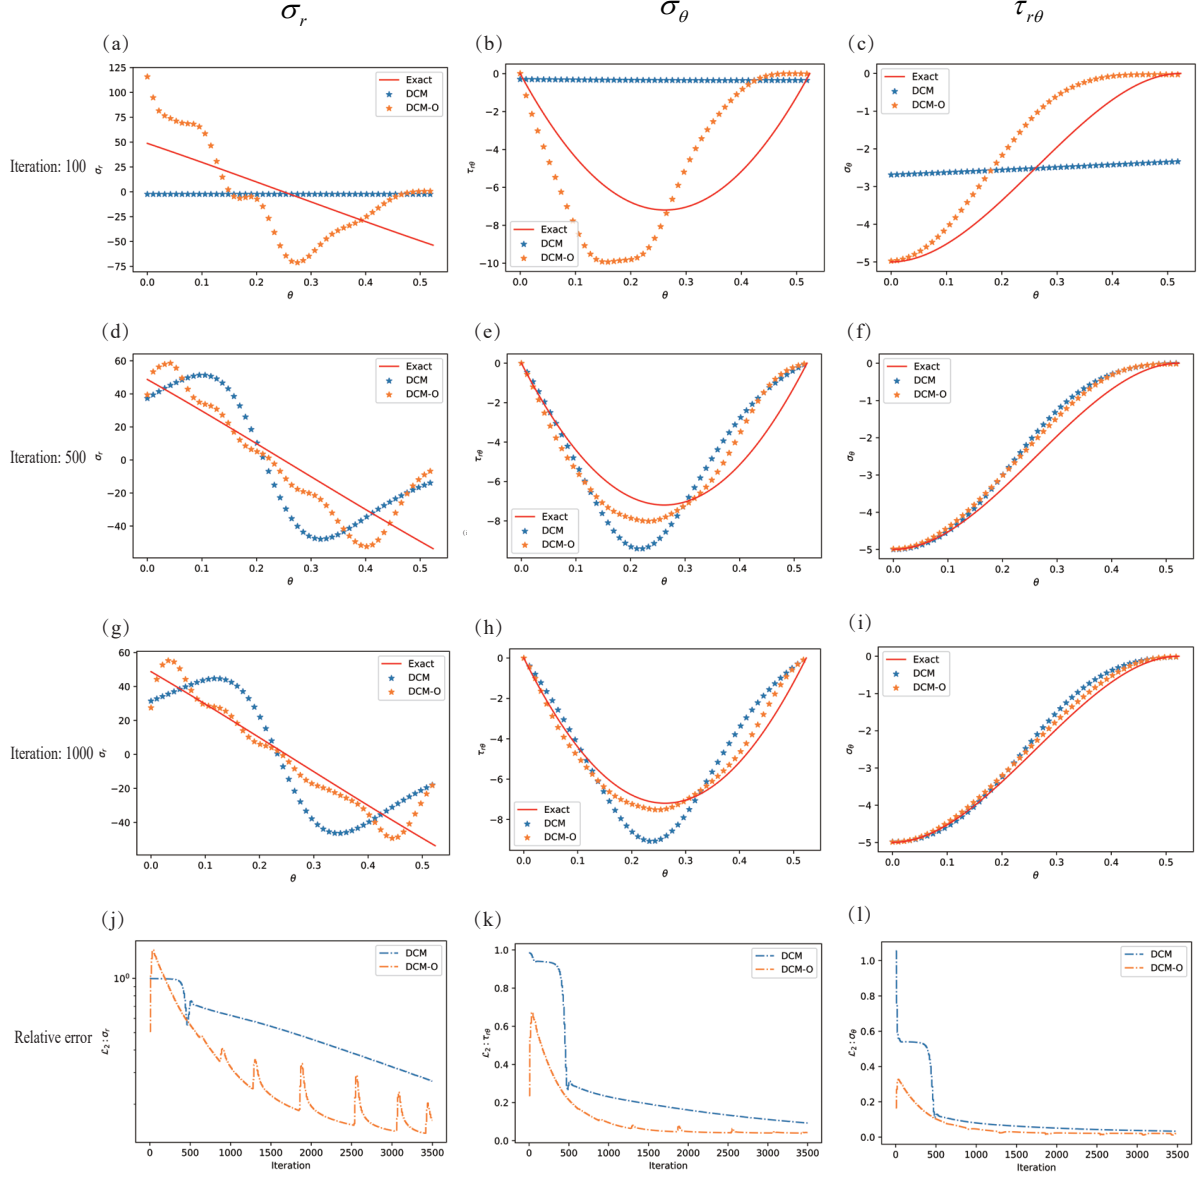 σr
σθ
τrθ
(a)
(b)
(c)
Iteration: 100
σr
125
100
75
50
25
0
−25
−50
−75
Exact
DCM
DCM-O
0.0 0.1 0.2 0.3 0.4 0.5
θ
τrθ
0
−2
−4
−6
−8
−10
Exact
DCM
DCM-O
0.0 0.1 0.2 0.3 0.4 0.5
θ
σθ
0
−1
−2
−3
−4
−5
Exact
DCM
DCM-O
0.0 0.1 0.2 0.3 0.4 0.5
θ
(d)
(e)
(f)
Iteration: 500
σr
60
40
20
0
−20
−40
Exact
DCM
DCM-O
0.0 0.1 0.2 0.3 0.4 0.5
θ
τrθ
0
−2
−4
−6
−8
Exact
DCM
DCM-O
0.0 0.1 0.2 0.3 0.4 0.5
θ
σθ
0
−1
−2
−3
−4
−5
Exact
DCM
DCM-O
0.0 0.1 0.2 0.3 0.4 0.5
θ
(g)
(h)
(i)
Iteration: 1000
σr
60
40
20
0
−20
−40
Exact
DCM
DCM-O
0.0 0.1 0.2 0.3 0.4 0.5
θ
τrθ
0
−2
−4
−6
−8
Exact
DCM
DCM-O
0.0 0.1 0.2 0.3 0.4 0.5
θ
σθ
0
−1
−2
−3
−4
−5
Exact
DCM
DCM-O
0.0 0.1 0.2 0.3 0.4 0.5
θ
(j)
(k)
(l)
Relative error
ℒ2 : σr
10⁰
DCM
DCM-O
0 500 1000 1500 2000 2500 3000 3500
Iteration
ℒ2 : τrθ
1.0
0.8
0.6
0.4
0.2
0.0
DCM
DCM-O
0 500 1000 1500 2000 2500 3000 3500
Iteration
ℒ2 : σθ
1.0
0.8
0.6
0.4
0.2
0.0
DCM
DCM-O
0 500 1000 1500 2000 2500 3000 3500
Iteration